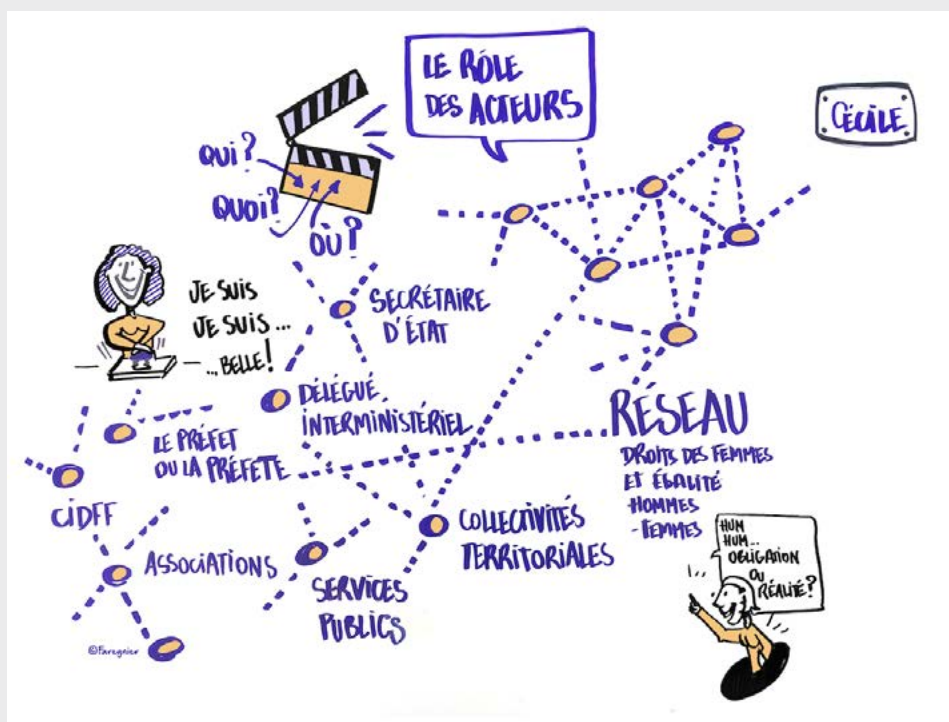 LE RÔLE
DES ACTEURS
CÉCILE
QUI ?
QUOI ?
OÙ ?
JE SUIS
JE SUIS ...
... BELLE !
SECRÉTAIRE
D'ÉTAT
DÉLÉGUÉ
INTERMINISTÉRIEL
LE PRÉFET
OU LA PRÉFÈTE
RÉSEAU
DROITS DES FEMMES
ET ÉGALITÉ
HOMMES
- FEMMES
CIDFF
ASSOCIATIONS
SERVICES
PUBLICS
COLLECTIVITÉS
TERRITORIALES
HUM
HUM ...
OBLIGATION
OU
RÉALITÉ ?
©Faregnier